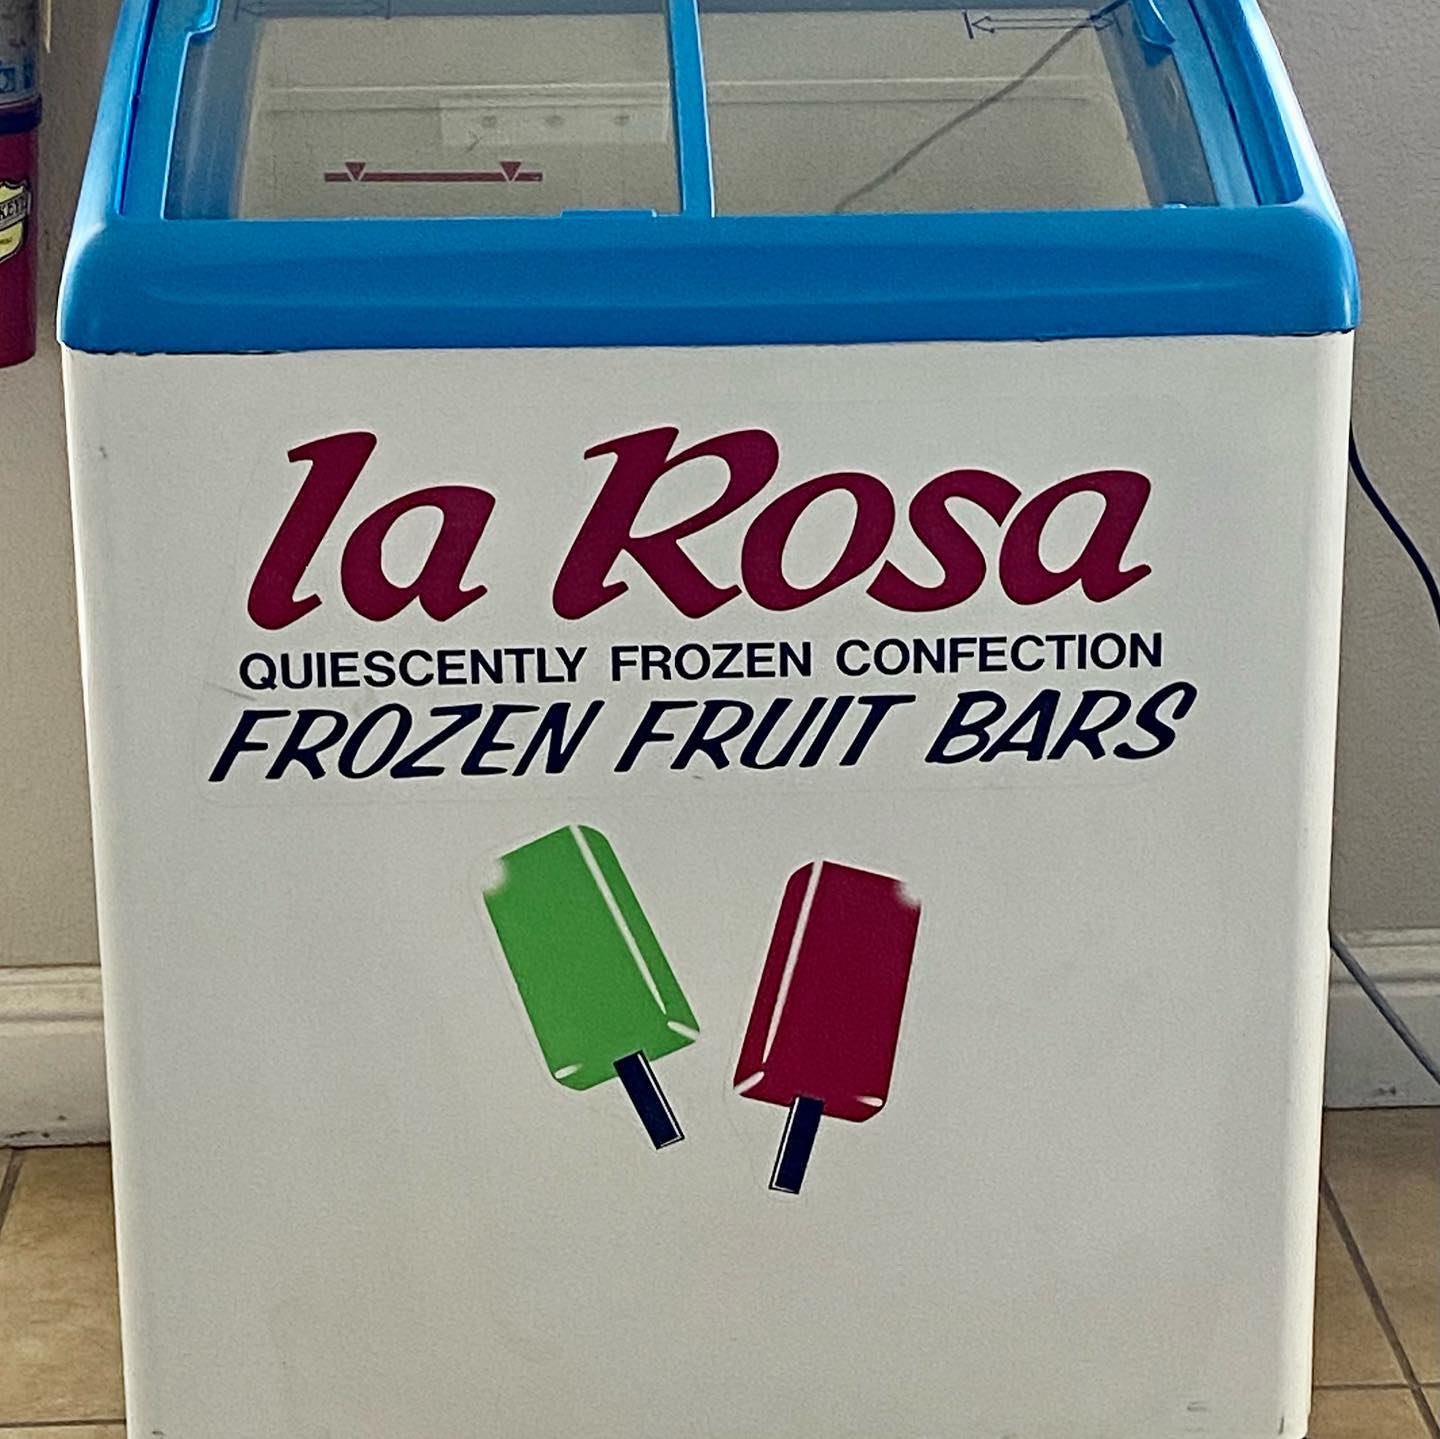 la Rosa
QUIESCENTLY FROZEN CONFECTION
FROZEN FRUIT BARS